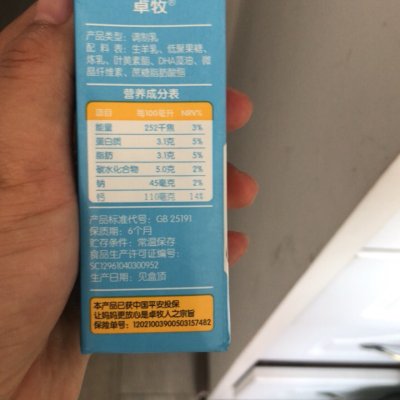 卓牧®
产品类型：调制乳
配 料 表：生羊乳、低聚果糖、
炼乳、叶黄素酯、DHA藻油、微
晶纤维素、蔗糖脂肪酸酯
营养成分表
项目 每100毫升 NRV%
能量 252千焦 3%
蛋白质 3.1克 5%
脂肪 3.1克 5%
碳水化合物 5.0克 2%
钠 45毫克 2%
钙 110毫克 14%
产品标准代号：GB 25191
保质期：6个月
贮存条件：常温保存
食品生产许可证编号：
SC12961040300952
生产日期：见盒顶
本产品已获中国平安投保
让妈妈更放心是卓牧人之宗旨
保险单号：12021003900503157482